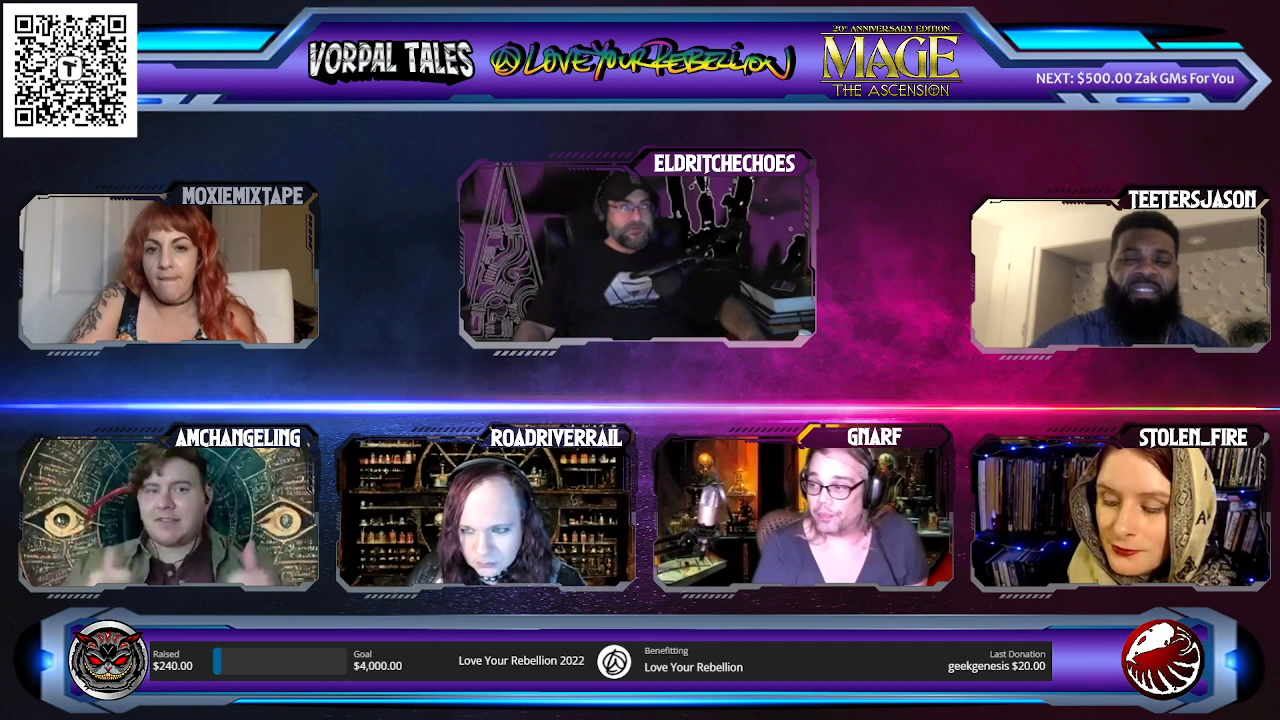 VORPAL TALES
LOVEYOURREBELLION
20TH ANNIVERSARY EDITION
MAGE
THE ASCENSION
NEXT: $500.00 Zak GMs For You
ELDRITCHECHOES
MOXIEMIXTAPE
TEETERSJASON
AMCHANGELING
ROADRIVERRAIL
GNARF
STOLEN_FIRE
Raised
$240.00
Goal
$4,000.00
Love Your Rebellion 2022
Benefitting
Love Your Rebellion
Last Donation
geekgenesis $20.00